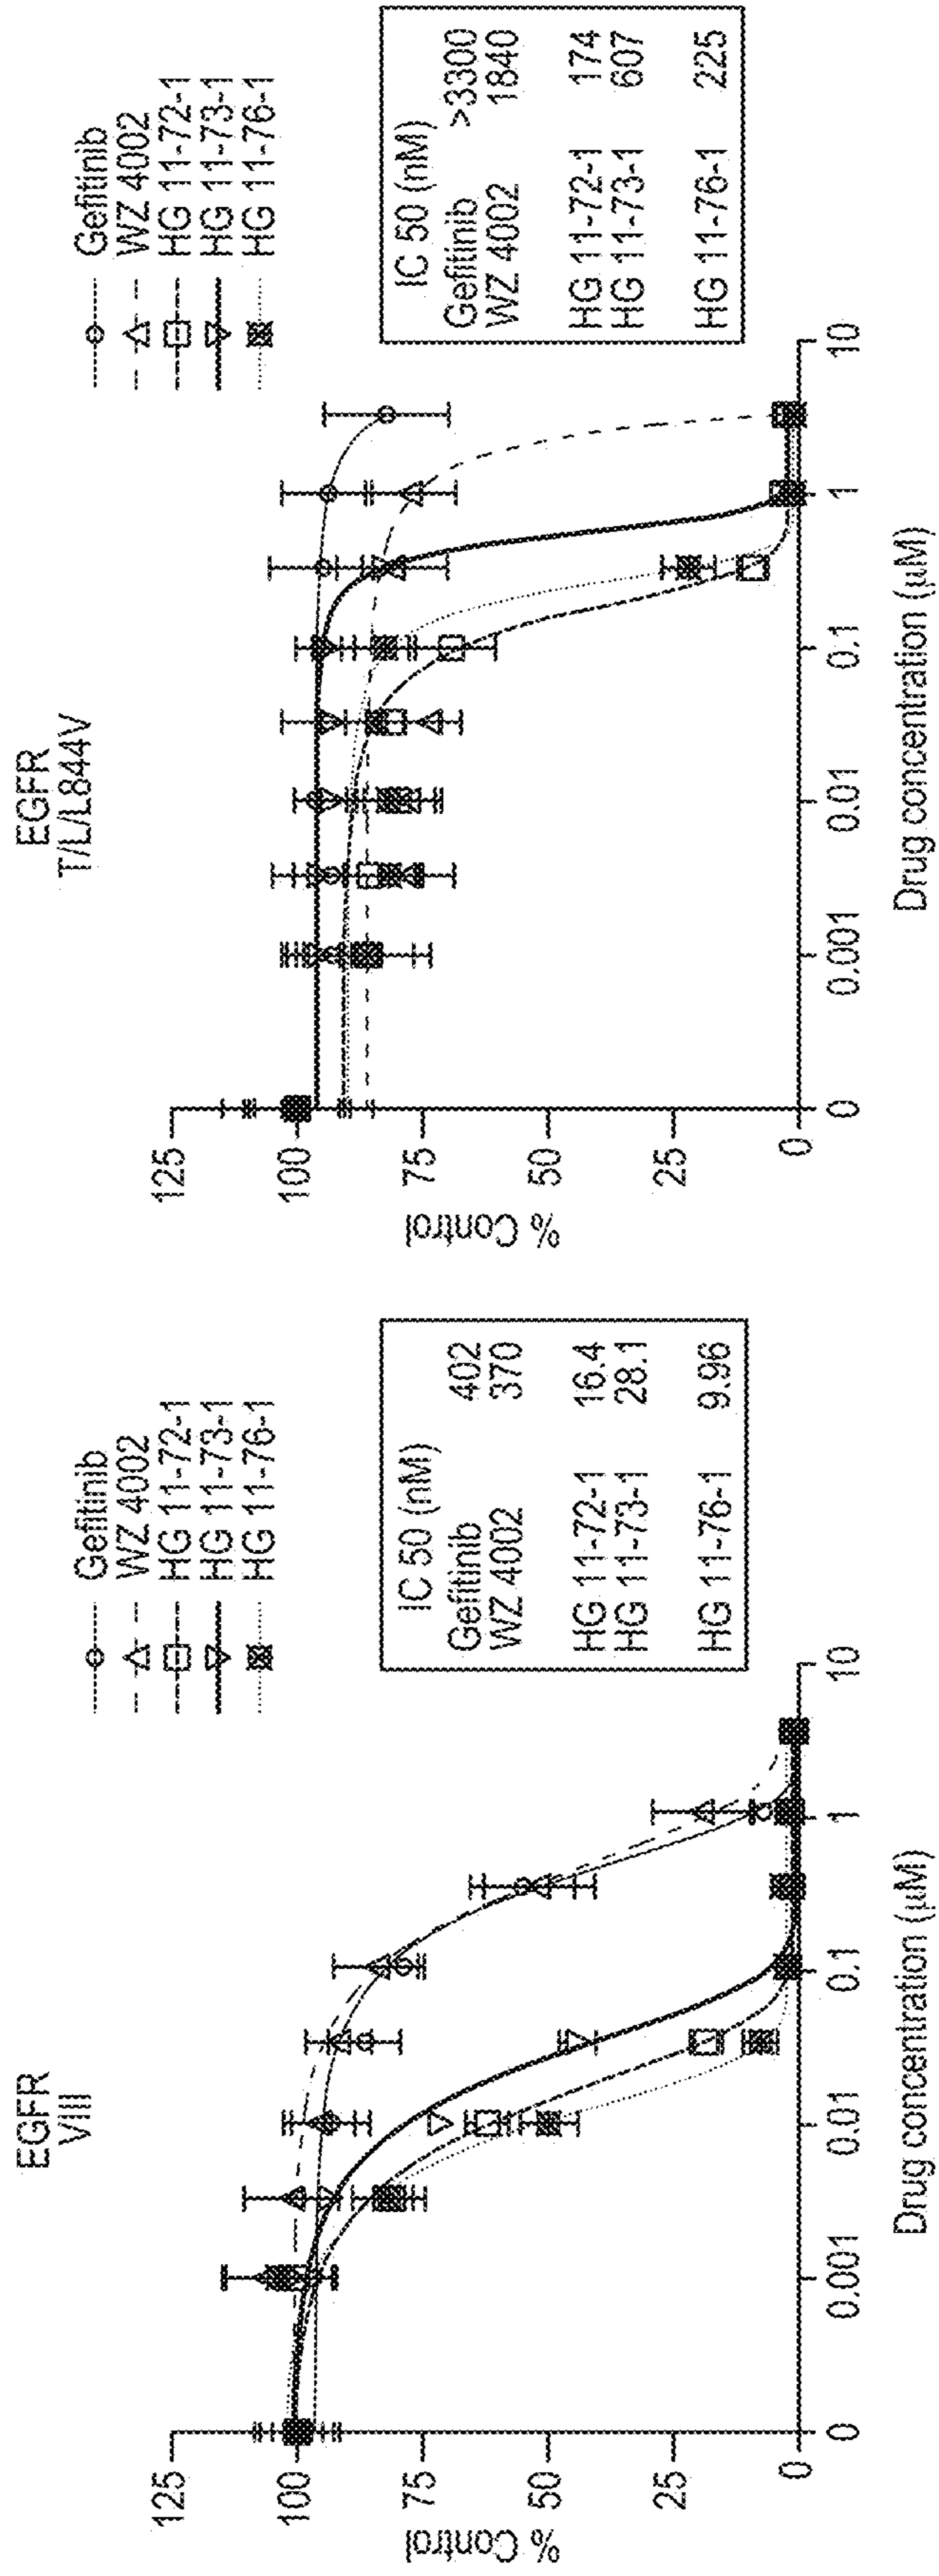 EGFR
VIII
Gefitinib
WZ 4002
HG 11-72-1
HG 11-73-1
HG 11-76-1
% Control
125
100
75
50
25
0
0
0.001
0.01
0.1
1
10
Drug concentration (µM)
IC 50 (nM)
Gefitinib 402
WZ 4002 370
HG 11-72-1 16.4
HG 11-73-1 28.1
HG 11-76-1 9.96
EGFR
T/L/L844V
Gefitinib
WZ 4002
HG 11-72-1
HG 11-73-1
HG 11-76-1
% Control
125
100
75
50
25
0
0
0.001
0.01
0.1
1
10
Drug concentration (µM)
IC 50 (nM)
Gefitinib >3300
WZ 4002 1840
HG 11-72-1 174
HG 11-73-1 607
HG 11-76-1 225